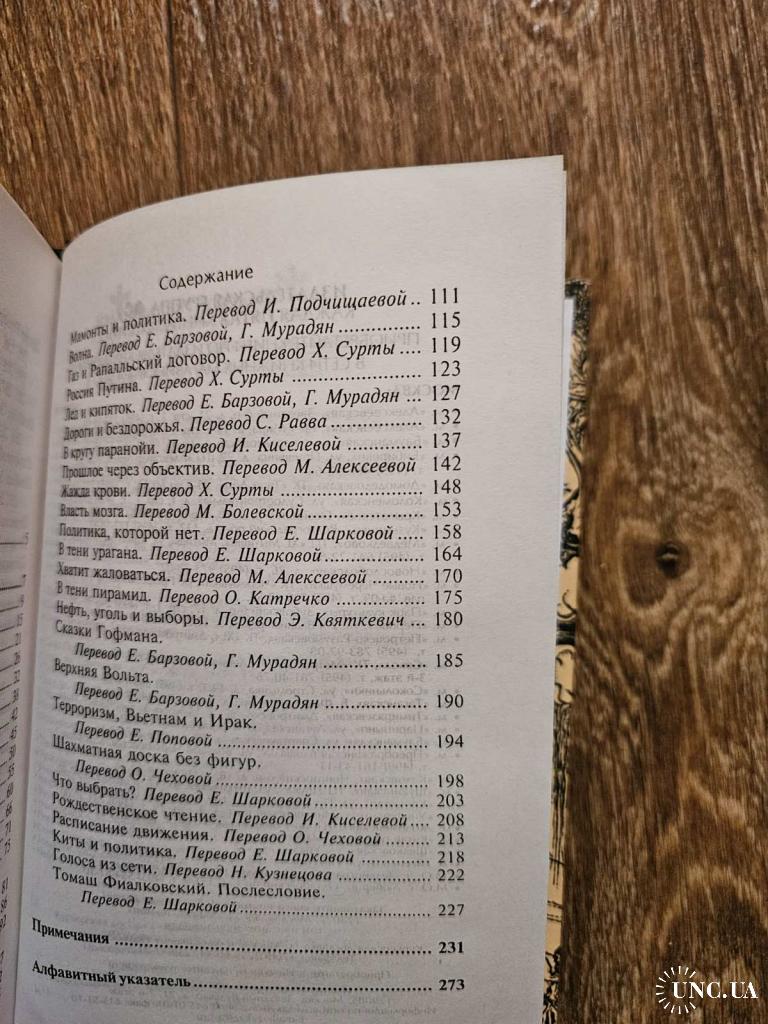 Содержание
Мамонты и политика. Перевод И. Подчищаевой.. 111
Волна. Перевод Е. Барзовой, Г. Мурадян ............... 115
Газ и Рапалльский договор. Перевод Х. Сурты .... 119
Россия Путина. Перевод Х. Сурты ........................ 123
Лед и кипяток. Перевод Е. Барзовой, Г. Мурадян ... 127
Дороги и бездорожья. Перевод С. Равва ................ 132
В кругу паранойи. Перевод И. Киселевой .............. 137
Прошлое через объектив. Перевод М. Алексеевой 142
Жажда крови. Перевод Х. Сурты ......................... 148
Власть мозга. Перевод М. Болевской ..................... 153
Политика, которой нет. Перевод Е. Шарковой ..... 158
В тени урагана. Перевод Е. Шарковой ................. 164
Хватит жаловаться. Перевод М. Алексеевой ......... 170
В тени пирамид. Перевод О. Катречко ............... 175
Нефть, уголь и выборы. Перевод Э. Квяткевич .... 180
Сказки Гофмана.
Перевод Е. Барзовой, Г. Мурадян ..................... 185
Верхняя Вольта.
Перевод Е. Барзовой, Г. Мурадян ..................... 190
Терроризм, Вьетнам и Ирак.
Перевод Е. Поповой ........................................ 194
Шахматная доска без фигур.
Перевод О. Чеховой ........................................ 198
Что выбрать? Перевод Е. Шарковой .................... 203
Рождественское чтение. Перевод И. Киселевой .... 208
Расписание движения. Перевод О. Чеховой ........... 213
Киты и политика. Перевод Е. Шарковой .............. 218
Голоса из сети. Перевод Н. Кузнецова .................. 222
Томаш Фиалковский. Послесловие.
Перевод Е. Шарковой ....................................... 227
Примечания ........................................................ 231
Алфавитный указатель .......................................... 273
UNC.UA